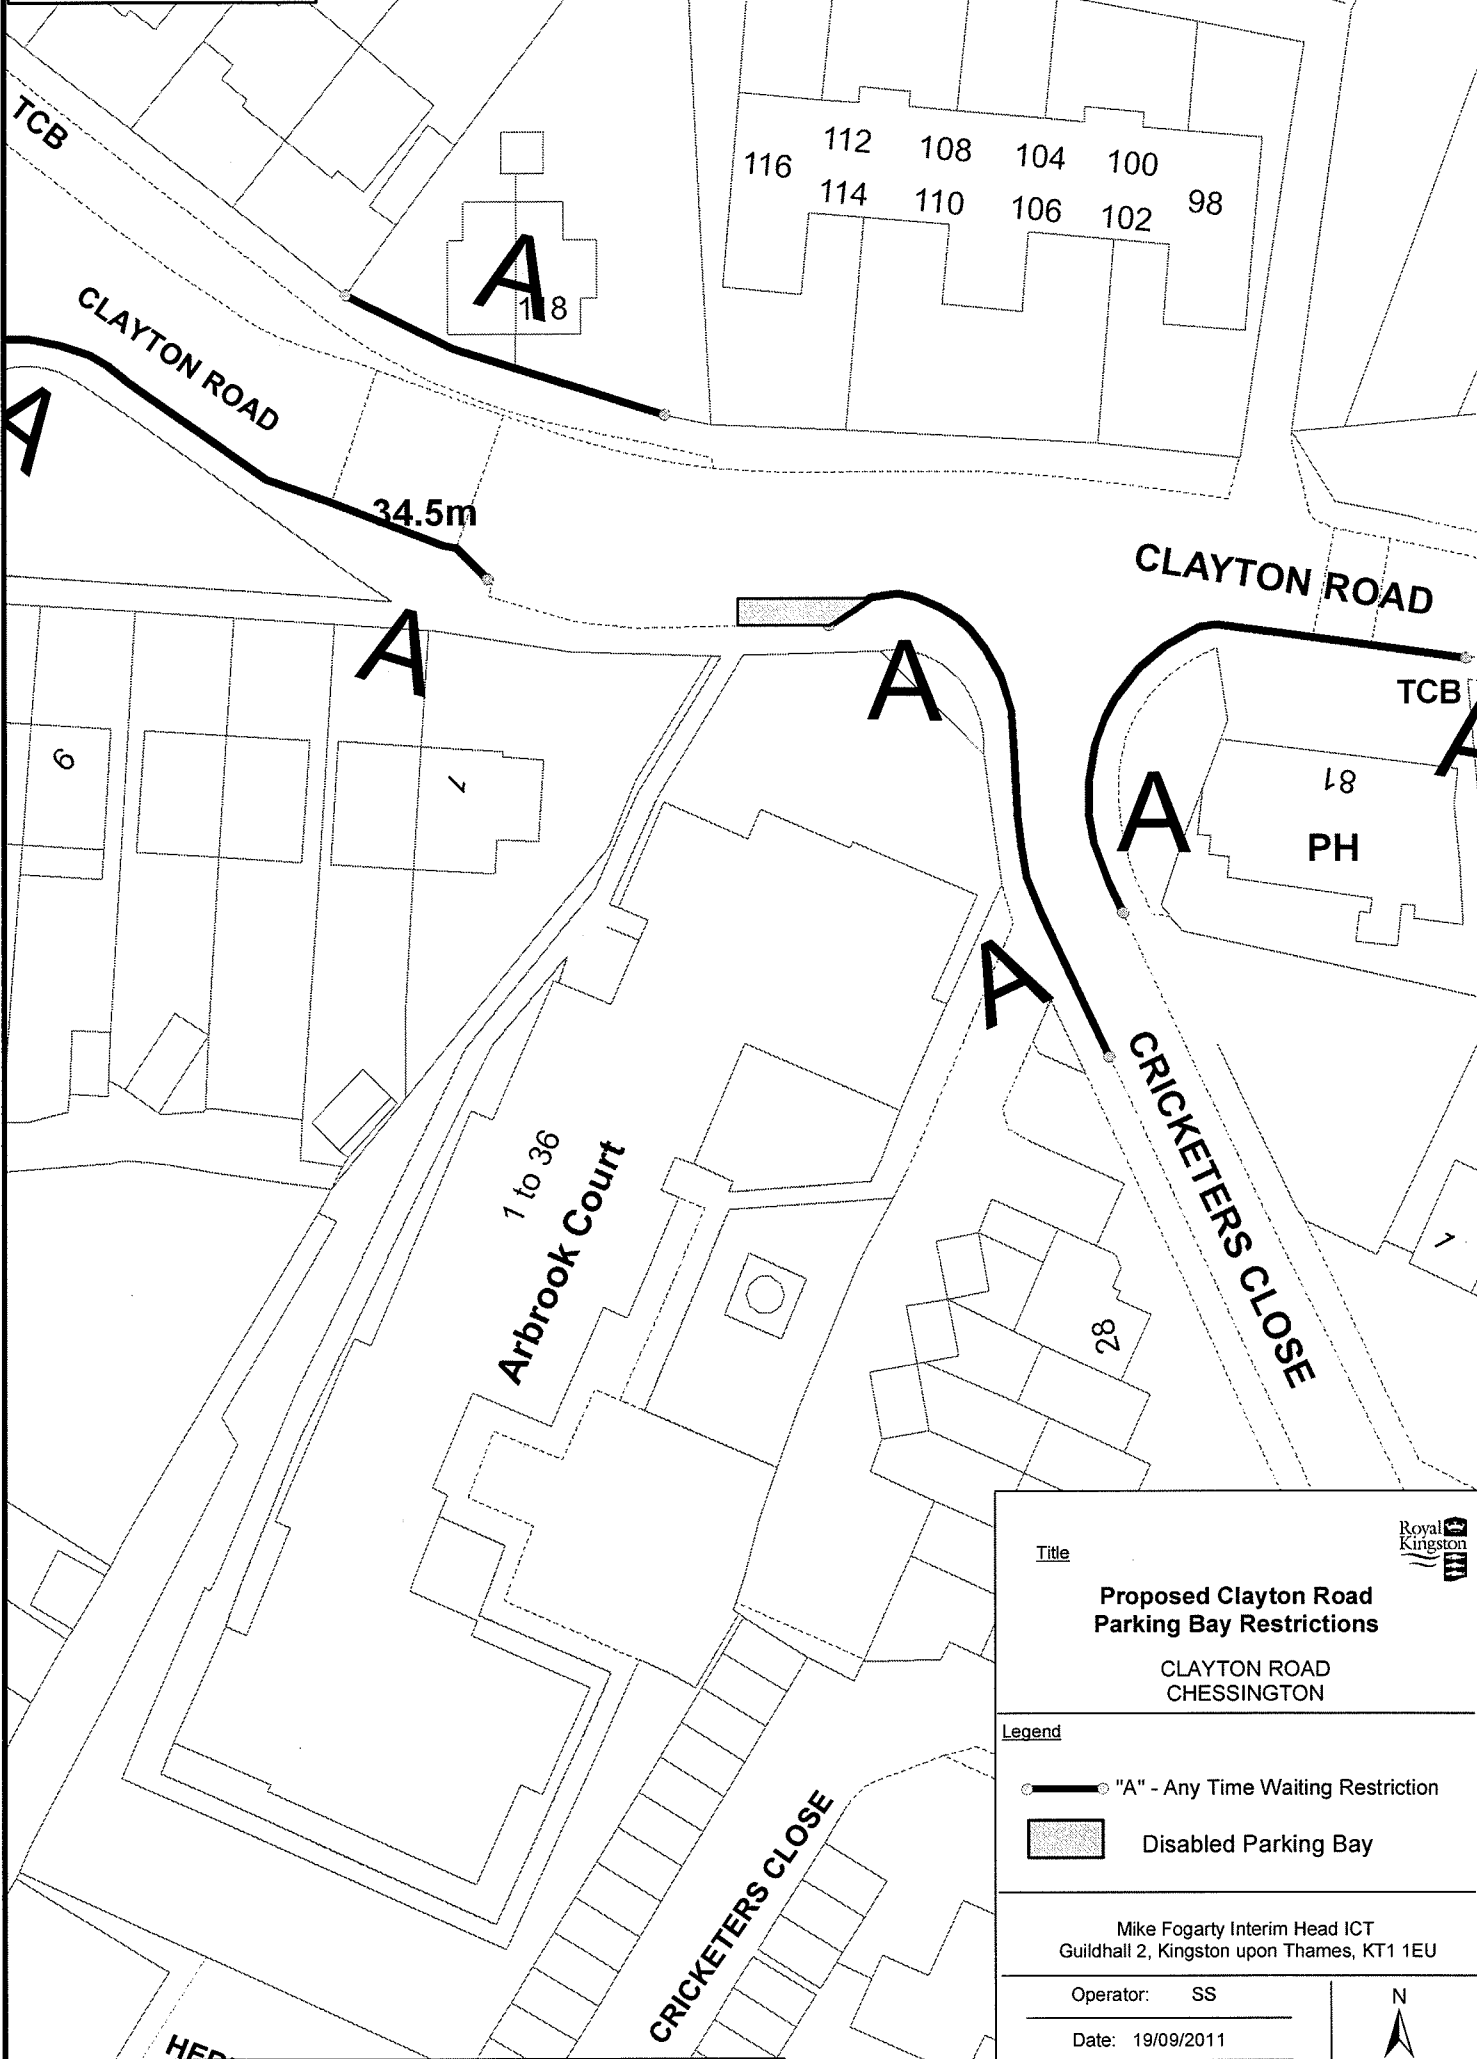 TCB
112
108
104
100
116
114
110
106
102
98
A
118
CLAYTON ROAD
A
34.5m
CLAYTON ROAD
A
A
TCB
A
9
7
81
A
PH
A
CRICKETERS CLOSE
1 to 36
Arbrook Court
1
28
Title
Royal
Kingston
Proposed Clayton Road
Parking Bay Restrictions
CLAYTON ROAD
CHESSINGTON
Legend
"A" - Any Time Waiting Restriction
Disabled Parking Bay
CRICKETERS CLOSE
Mike Fogarty Interim Head ICT
Guildhall 2, Kingston upon Thames, KT1 1EU
Operator: SS
N
Date: 19/09/2011